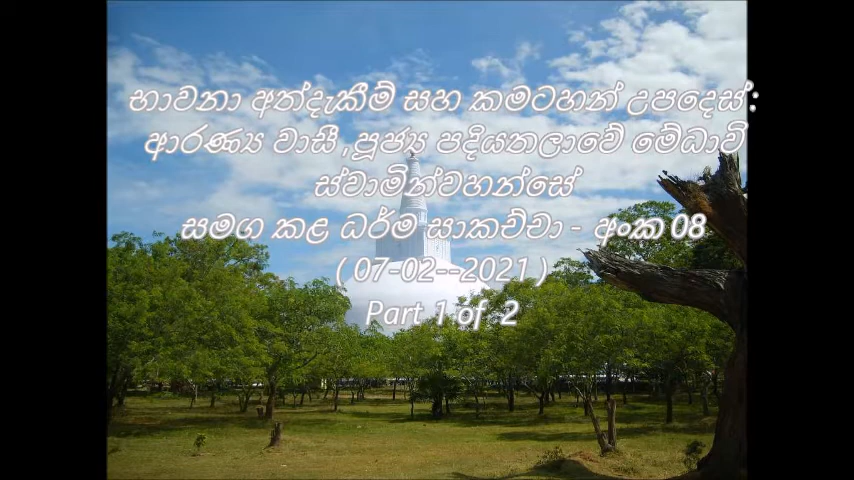 භාවනා අත්දැකීම් සහ කමටහන් උපදෙස්:
ආරණ්‍ය වාසී ,පූජ්‍ය පදියතලාවේ මේධාවි
ස්වාමින්වහන්සේ
සමග කළ ධර්ම සාකච්චා - අංක 08
( 07-02--2021 )
Part 1 of 2